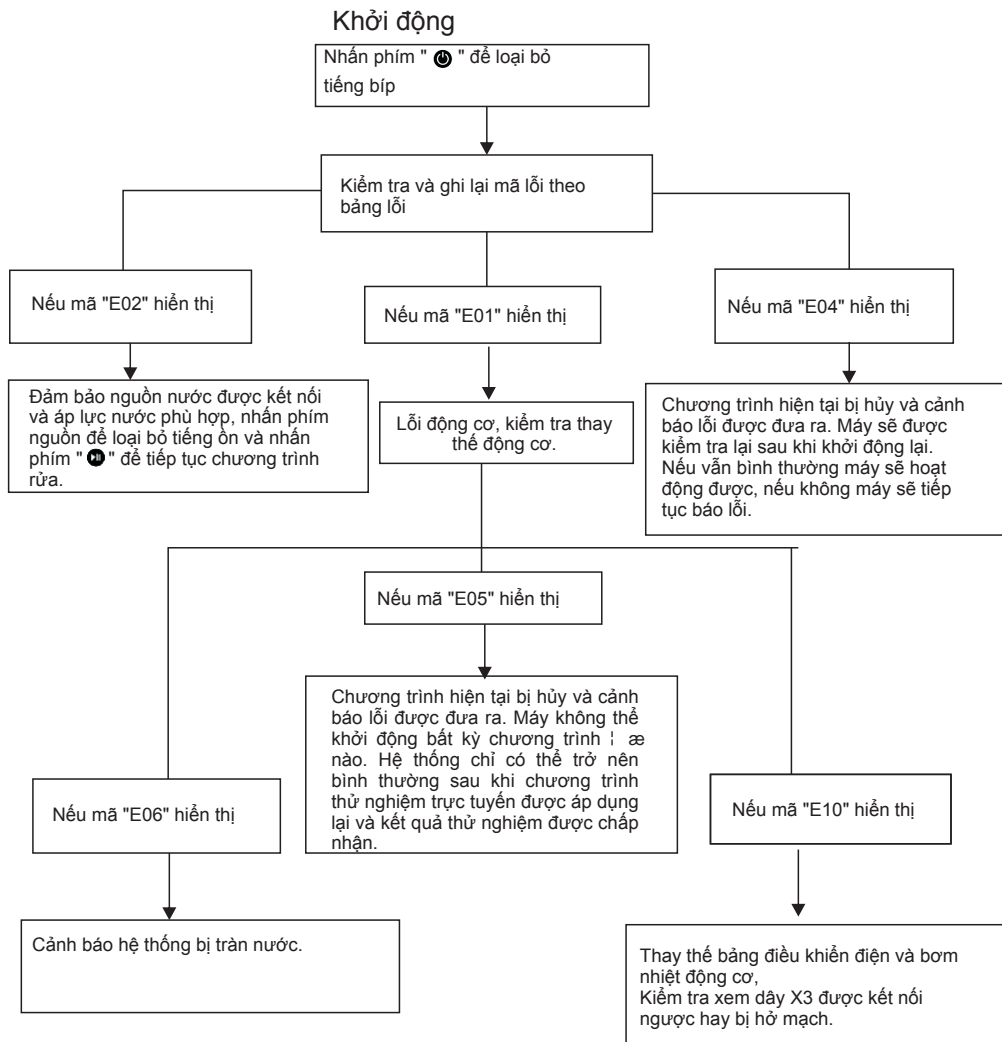 Khởi động
Nhấn phím " " để loại bỏ
tiếng bíp
Kiểm tra và ghi lại mã lỗi theo
bảng lỗi
Nếu mã "E02" hiển thị
Nếu mã "E01" hiển thị
Nếu mã "E04" hiển thị
Đảm bảo nguồn nước được kết nối
và áp lực nước phù hợp, nhấn phím
nguồn để loại bỏ tiếng ồn và nhấn
phím " " để tiếp tục chương trình
rửa.
Lỗi động cơ, kiểm tra thay
thế động cơ.
Chương trình hiện tại bị hủy và cảnh
báo lỗi được đưa ra. Máy sẽ được
kiểm tra lại sau khi khởi động lại.
Nếu vẫn bình thường máy sẽ hoạt
động được, nếu không máy sẽ tiếp
tục báo lỗi.
Nếu mã "E05" hiển thị
Chương trình hiện tại bị hủy và cảnh
báo lỗi được đưa ra. Máy không thể
khởi động bất kỳ chương trình ¦ æ
nào. Hệ thống chỉ có thể trở nên
bình thường sau khi chương trình
thử nghiệm trực tuyến được áp dụng
lại và kết quả thử nghiệm được chấp
nhận.
Nếu mã "E06" hiển thị
Nếu mã "E10" hiển thị
Cảnh báo hệ thống bị tràn nước.
Thay thế bảng điều khiển điện và bơm
nhiệt động cơ,
Kiểm tra xem dây X3 được kết nối
ngược hay bị hở mạch.